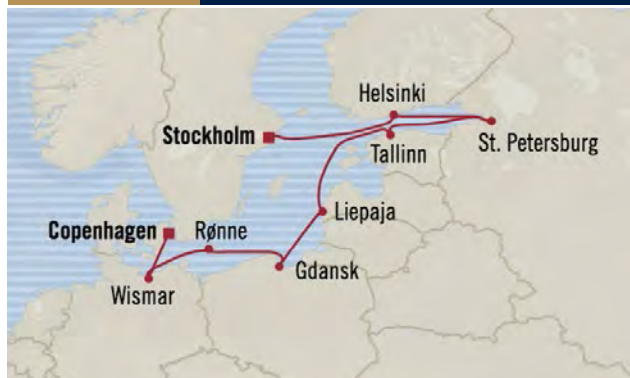 Helsinki
Stockholm
Tallinn
St. Petersburg
Liepaja
Copenhagen
Rønne
Gdansk
Wismar